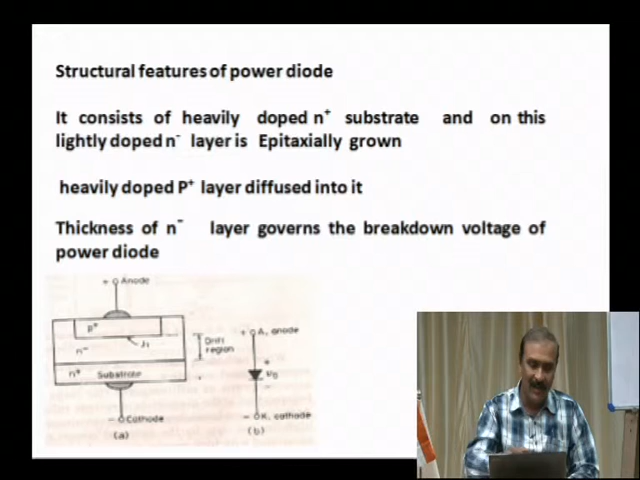 Structural features of power diode
It consists of heavily doped n⁺ substrate and on this
lightly doped n⁻ layer is Epitaxially grown
heavily doped P⁺ layer diffused into it
Thickness of n⁻ layer governs the breakdown voltage of
power diode
+ Anode
P⁺
J₁
n⁻
Drift
region
n⁺ Substrate
− Cathode
(a)
+ A, anode
+
v_D
−
− K, cathode
(b)